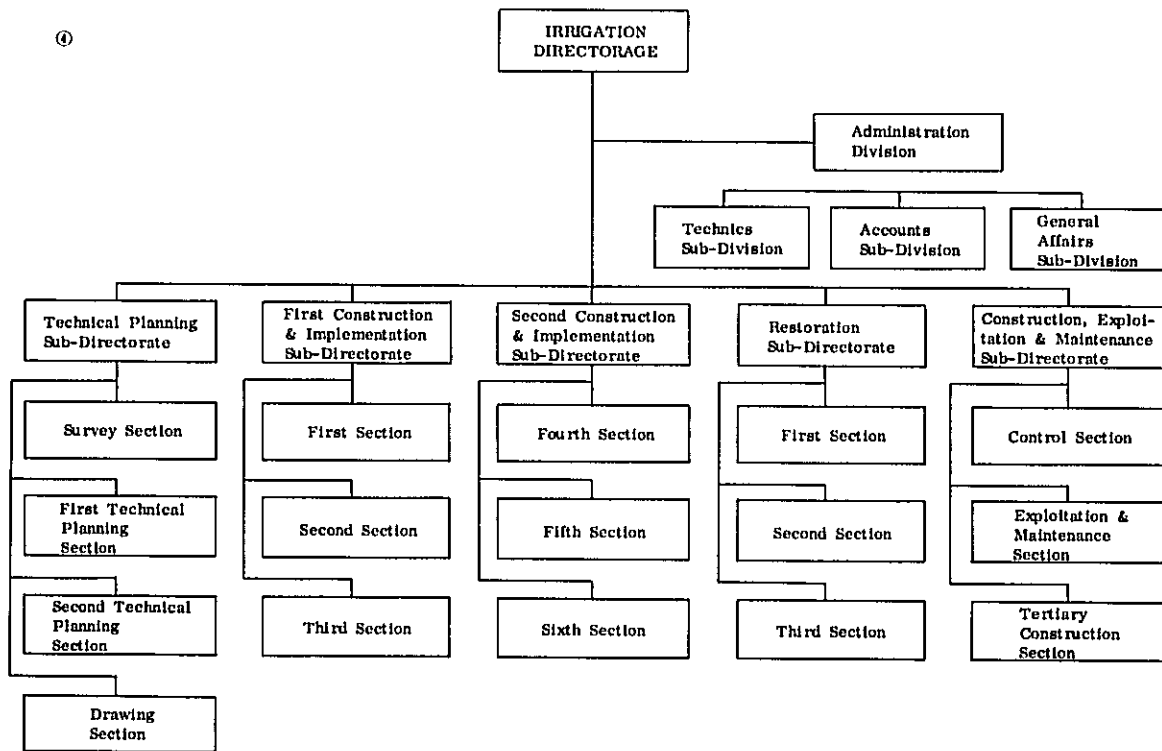 ④
IRRIGATION
DIRECTORAGE
Administration
Division
Technics
Sub-Division
Accounts
Sub-Division
General
Affairs
Sub-Division
Technical Planning
Sub-Directorate
First Construction
& Implementation
Sub-Directorate
Second Construction
& Implementation
Sub-Directorate
Restoration
Sub-Directorate
Construction, Exploi-
tation & Maintenance
Sub-Directorate
Survey Section
First Section
Fourth Section
First Section
Control Section
First Technical
Planning
Section
Second Section
Fifth Section
Second Section
Exploitation &
Maintenance
Section
Second Technical
Planning
Section
Third Section
Sixth Section
Third Section
Tertiary
Construction
Section
Drawing
Section